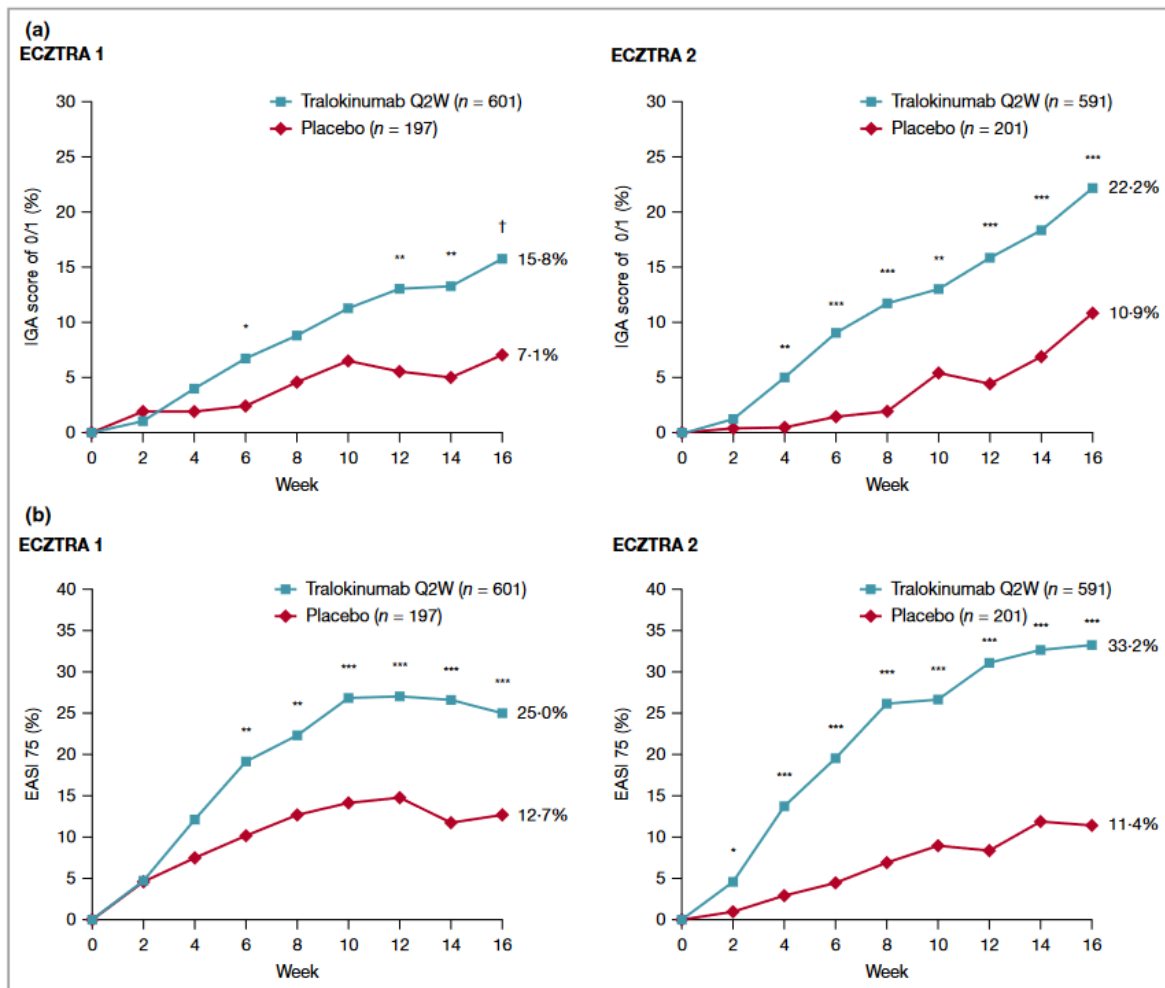 (a)
ECZTRA 1
30
25
20
15
10
5
0
IGA score of 0/1 (%)
Tralokinumab Q2W (n = 601)
Placebo (n = 197)
*
**
**
†
15·8%
7·1%
0 2 4 6 8 10 12 14 16
Week
ECZTRA 2
30
25
20
15
10
5
0
IGA score of 0/1 (%)
Tralokinumab Q2W (n = 591)
Placebo (n = 201)
**
***
***
**
***
***
***
22·2%
10·9%
0 2 4 6 8 10 12 14 16
Week
(b)
ECZTRA 1
40
35
30
25
20
15
10
5
0
EASI 75 (%)
Tralokinumab Q2W (n = 601)
Placebo (n = 197)
**
**
***
***
***
***
25·0%
12·7%
0 2 4 6 8 10 12 14 16
Week
ECZTRA 2
40
35
30
25
20
15
10
5
0
EASI 75 (%)
Tralokinumab Q2W (n = 591)
Placebo (n = 201)
*
***
***
***
***
***
***
***
33·2%
11·4%
0 2 4 6 8 10 12 14 16
Week